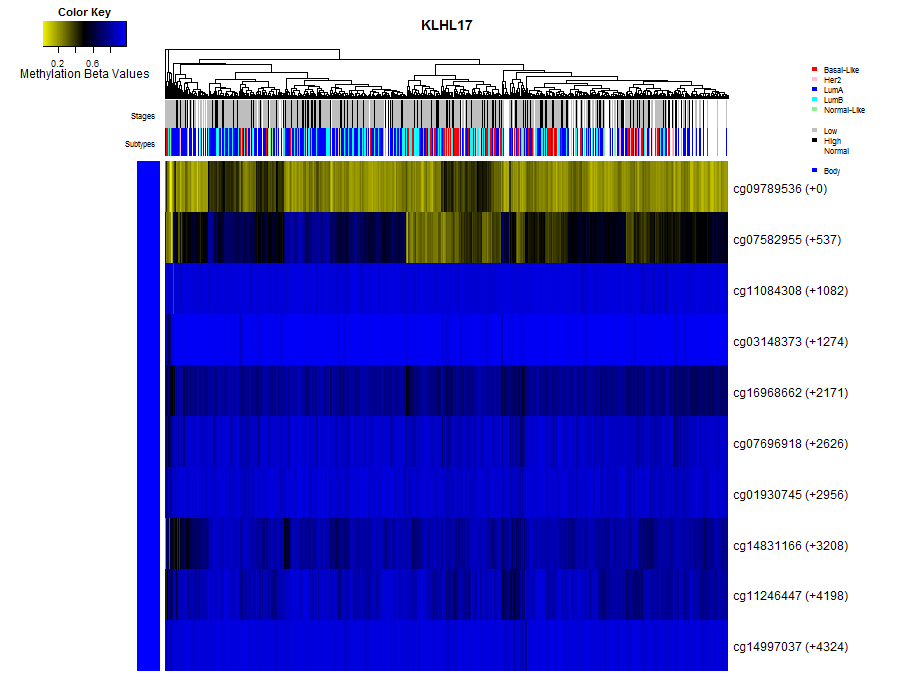 Color Key
0.2 0.6
Methylation Beta Values
KLHL17
Basal-Like
Her2
LumA
LumB
Normal-Like
Low
High
Normal
Body
Stages
Subtypes
cg09789536 (+0)
cg07582955 (+537)
cg11084308 (+1082)
cg03148373 (+1274)
cg16968662 (+2171)
cg07696918 (+2626)
cg01930745 (+2956)
cg14831166 (+3208)
cg11246447 (+4198)
cg14997037 (+4324)